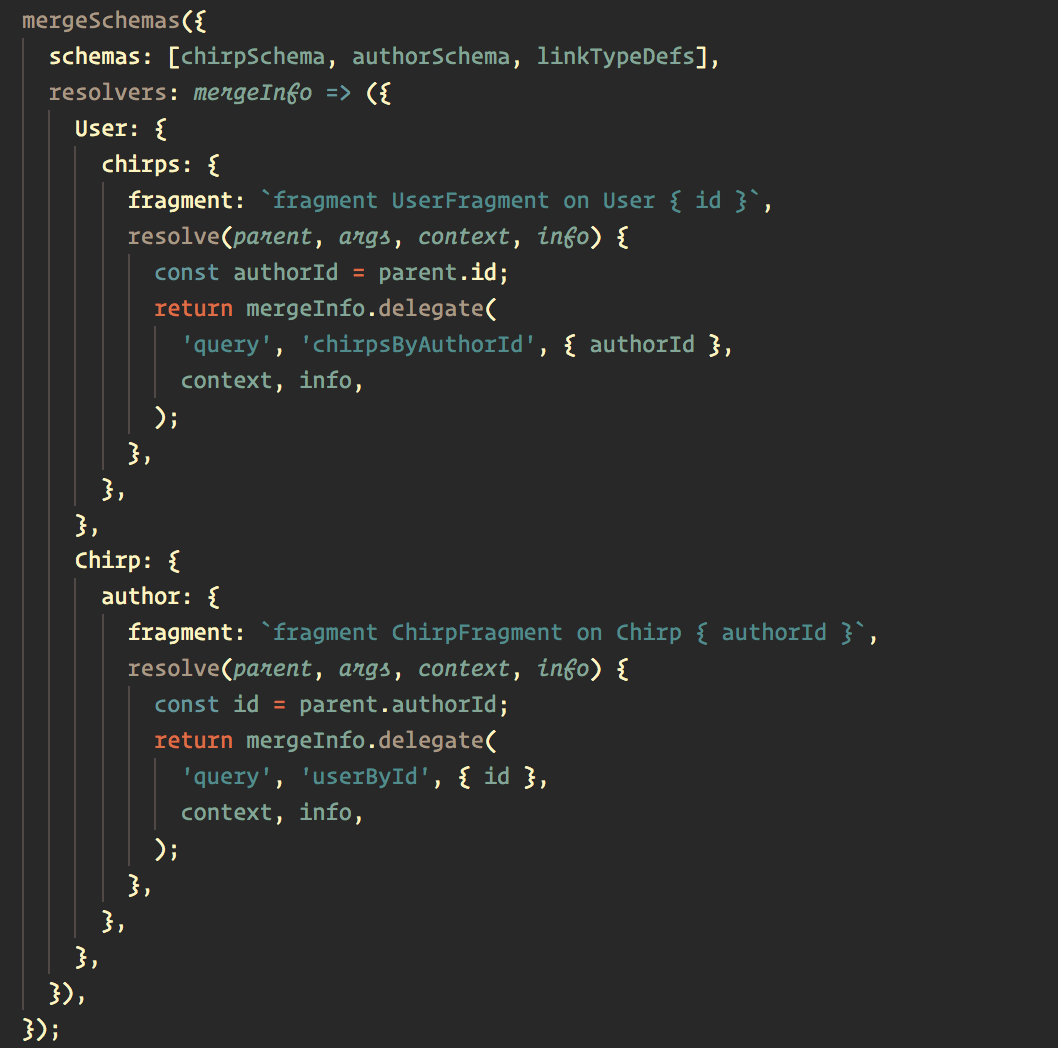 mergeSchemas({
  schemas: [chirpSchema, authorSchema, linkTypeDefs],
  resolvers: mergeInfo => ({
    User: {
      chirps: {
        fragment: `fragment UserFragment on User { id }`,
        resolve(parent, args, context, info) {
          const authorId = parent.id;
          return mergeInfo.delegate(
            'query', 'chirpsByAuthorId', { authorId },
            context, info,
          );
        },
      },
    },
    Chirp: {
      author: {
        fragment: `fragment ChirpFragment on Chirp { authorId }`,
        resolve(parent, args, context, info) {
          const id = parent.authorId;
          return mergeInfo.delegate(
            'query', 'userById', { id },
            context, info,
          );
        },
      },
    },
  }),
});